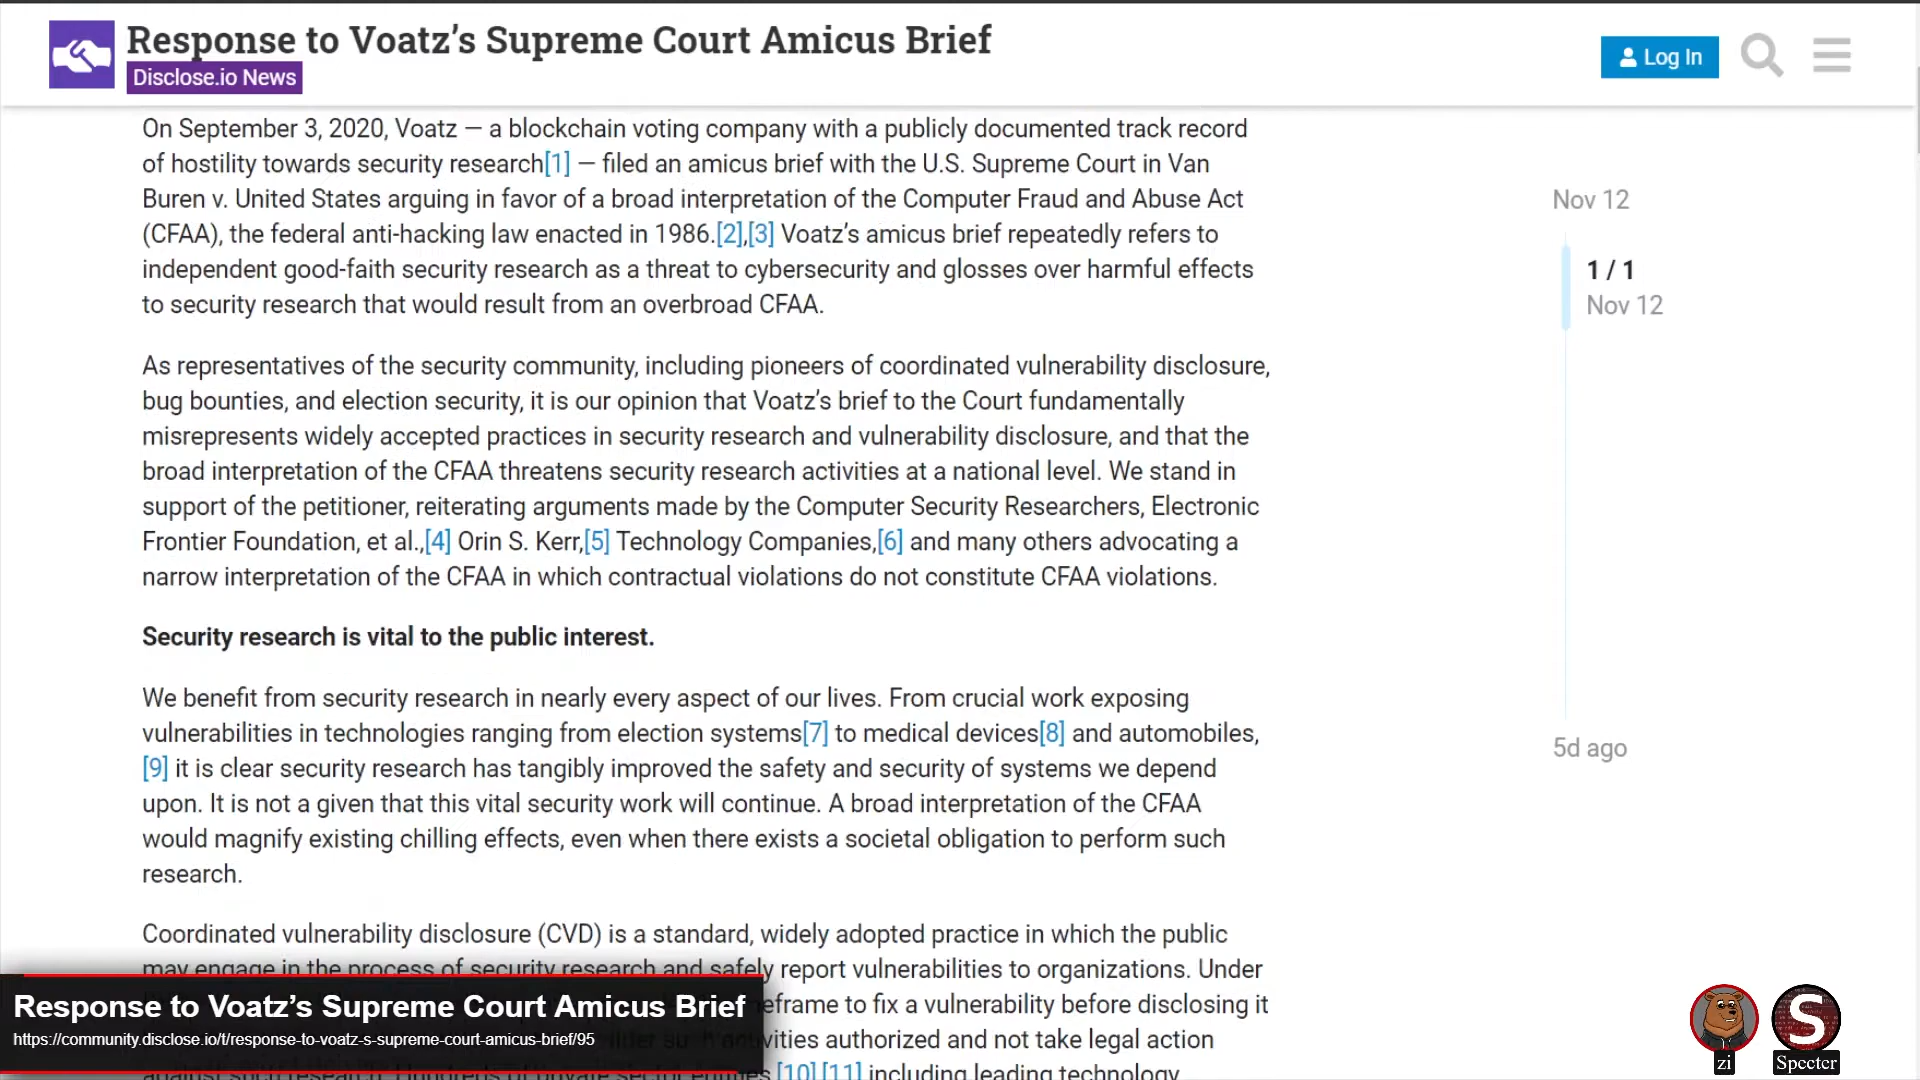 Response to Voatz’s Supreme Court Amicus Brief
Disclose.io News
Log In
On September 3, 2020, Voatz — a blockchain voting company with a publicly documented track record
of hostility towards security research[1] — filed an amicus brief with the U.S. Supreme Court in Van
Buren v. United States arguing in favor of a broad interpretation of the Computer Fraud and Abuse Act
(CFAA), the federal anti-hacking law enacted in 1986.[2],[3] Voatz’s amicus brief repeatedly refers to
independent good-faith security research as a threat to cybersecurity and glosses over harmful effects
to security research that would result from an overbroad CFAA.
As representatives of the security community, including pioneers of coordinated vulnerability disclosure,
bug bounties, and election security, it is our opinion that Voatz’s brief to the Court fundamentally
misrepresents widely accepted practices in security research and vulnerability disclosure, and that the
broad interpretation of the CFAA threatens security research activities at a national level. We stand in
support of the petitioner, reiterating arguments made by the Computer Security Researchers, Electronic
Frontier Foundation, et al.,[4] Orin S. Kerr,[5] Technology Companies,[6] and many others advocating a
narrow interpretation of the CFAA in which contractual violations do not constitute CFAA violations.
Security research is vital to the public interest.
We benefit from security research in nearly every aspect of our lives. From crucial work exposing
vulnerabilities in technologies ranging from election systems[7] to medical devices[8] and automobiles,
[9] it is clear security research has tangibly improved the safety and security of systems we depend
upon. It is not a given that this vital security work will continue. A broad interpretation of the CFAA
would magnify existing chilling effects, even when there exists a societal obligation to perform such
research.
Coordinated vulnerability disclosure (CVD) is a standard, widely adopted practice in which the public
may engage in the process of security research and safely report vulnerabilities to organizations. Under
to fix a vulnerability before disclosing it
authorized and not take legal action
[10],[11] including leading technology
Nov 12
1 / 1
Nov 12
5d ago
Response to Voatz’s Supreme Court Amicus Brief
https://community.disclose.io/t/response-to-voatz-s-supreme-court-amicus-brief/95
zi
S
Specter